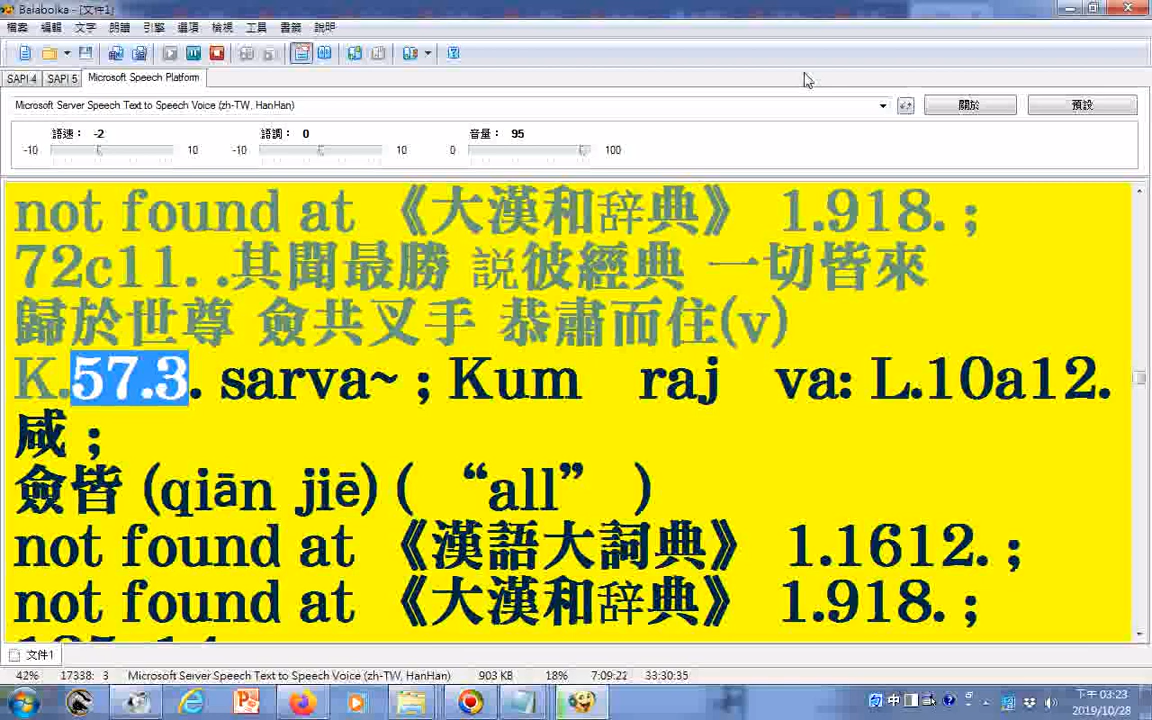 Balabolka - [文件1]
檔案 編輯 文字 朗讀 引擎 選項 檢視 工具 書籤 說明
SAPI 4 SAPI 5 Microsoft Speech Platform
Microsoft Server Speech Text to Speech Voice (zh-TW, HanHan) 關於 預設
語速： -2 語調： 0 音量： 95
-10 10 -10 10 0 100
not found at 《大漢和辞典》 1.918. ;
72c11. .其聞最勝 説彼經典 一切皆來
歸於世尊 僉共叉手 恭肅而住(v)
K.57.3. sarva~ ; Kum raj va: L.10a12.
咸 ;
僉皆 (qiān jiē) ( “all” )
not found at 《漢語大詞典》 1.1612. ;
not found at 《大漢和辞典》 1.918. ;
文件1
42% 17338: 3 Microsoft Server Speech Text to Speech Voice (zh-TW, HanHan) 903 KB 18% 7:09:22 33:30:35
中 下午 03:23
2019/10/28